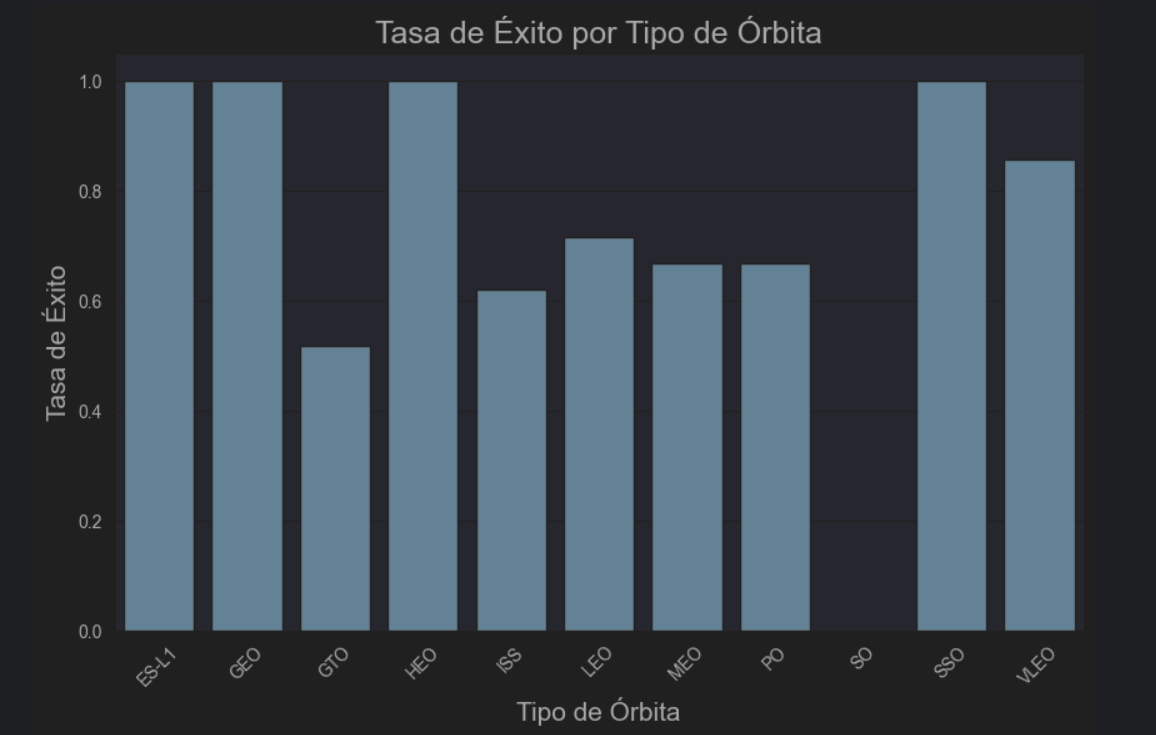 Tasa de Éxito por Tipo de Órbita
1.0
0.8
0.6
0.4
0.2
0.0
Tasa de Éxito
ES-L1
GEO
GTO
HEO
ISS
LEO
MEO
PO
SO
SSO
VLEO
Tipo de Órbita